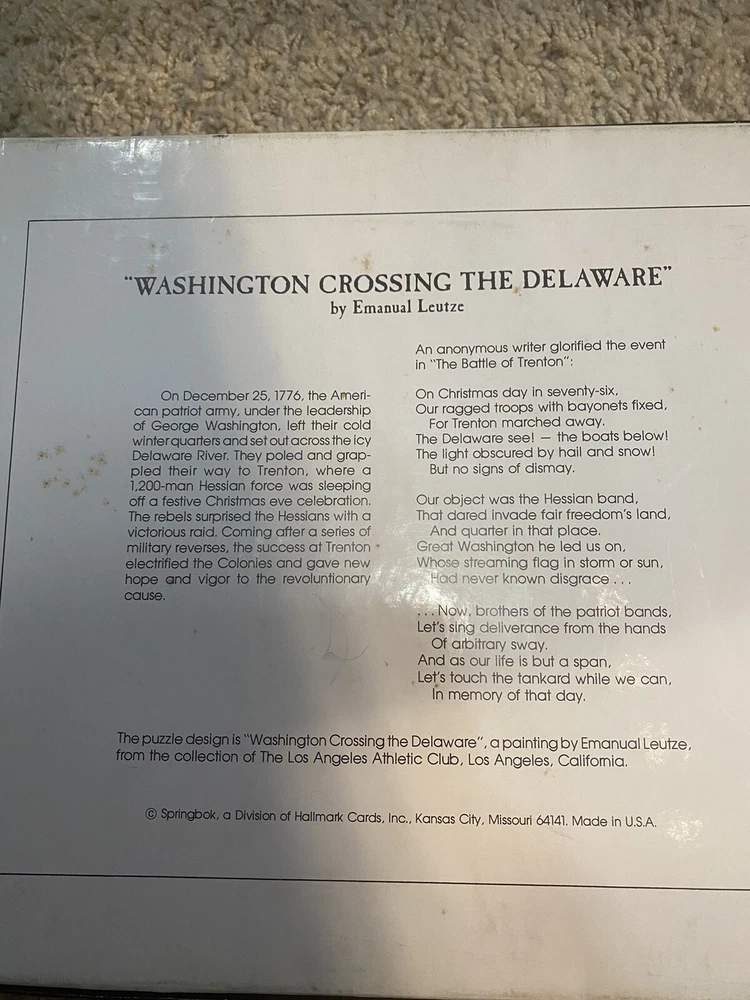 "WASHINGTON CROSSING THE DELAWARE"
by Emanual Leutze
On December 25, 1776, the Ameri-
can patriot army, under the leadership
of George Washington, left their cold
winter quarters and set out across the icy
Delaware River. They poled and grap-
pled their way to Trenton, where a
1,200-man Hessian force was sleeping
off a festive Christmas eve celebration.
The rebels surprised the Hessians with a
victorious raid. Coming after a series of
military reverses, the success at Trenton
electrified the Colonies and gave new
hope and vigor to the revoluntionary
cause.
An anonymous writer glorified the event
in "The Battle of Trenton":
On Christmas day in seventy-six,
Our ragged troops with bayonets fixed,
For Trenton marched away.
The Delaware see! — the boats below!
The light obscured by hail and snow!
But no signs of dismay.
Our object was the Hessian band,
That dared invade fair freedom's land,
And quarter in that place.
Great Washington he led us on,
Whose streaming flag in storm or sun,
Had never known disgrace . . .
. . . Now, brothers of the patriot bands,
Let's sing deliverance from the hands
Of arbitrary sway.
And as our life is but a span,
Let's touch the tankard while we can,
In memory of that day.
The puzzle design is "Washington Crossing the Delaware", a painting by Emanual Leutze,
from the collection of The Los Angeles Athletic Club, Los Angeles, California.
© Springbok, a Division of Hallmark Cards, Inc., Kansas City, Missouri 64141. Made in U.S.A.